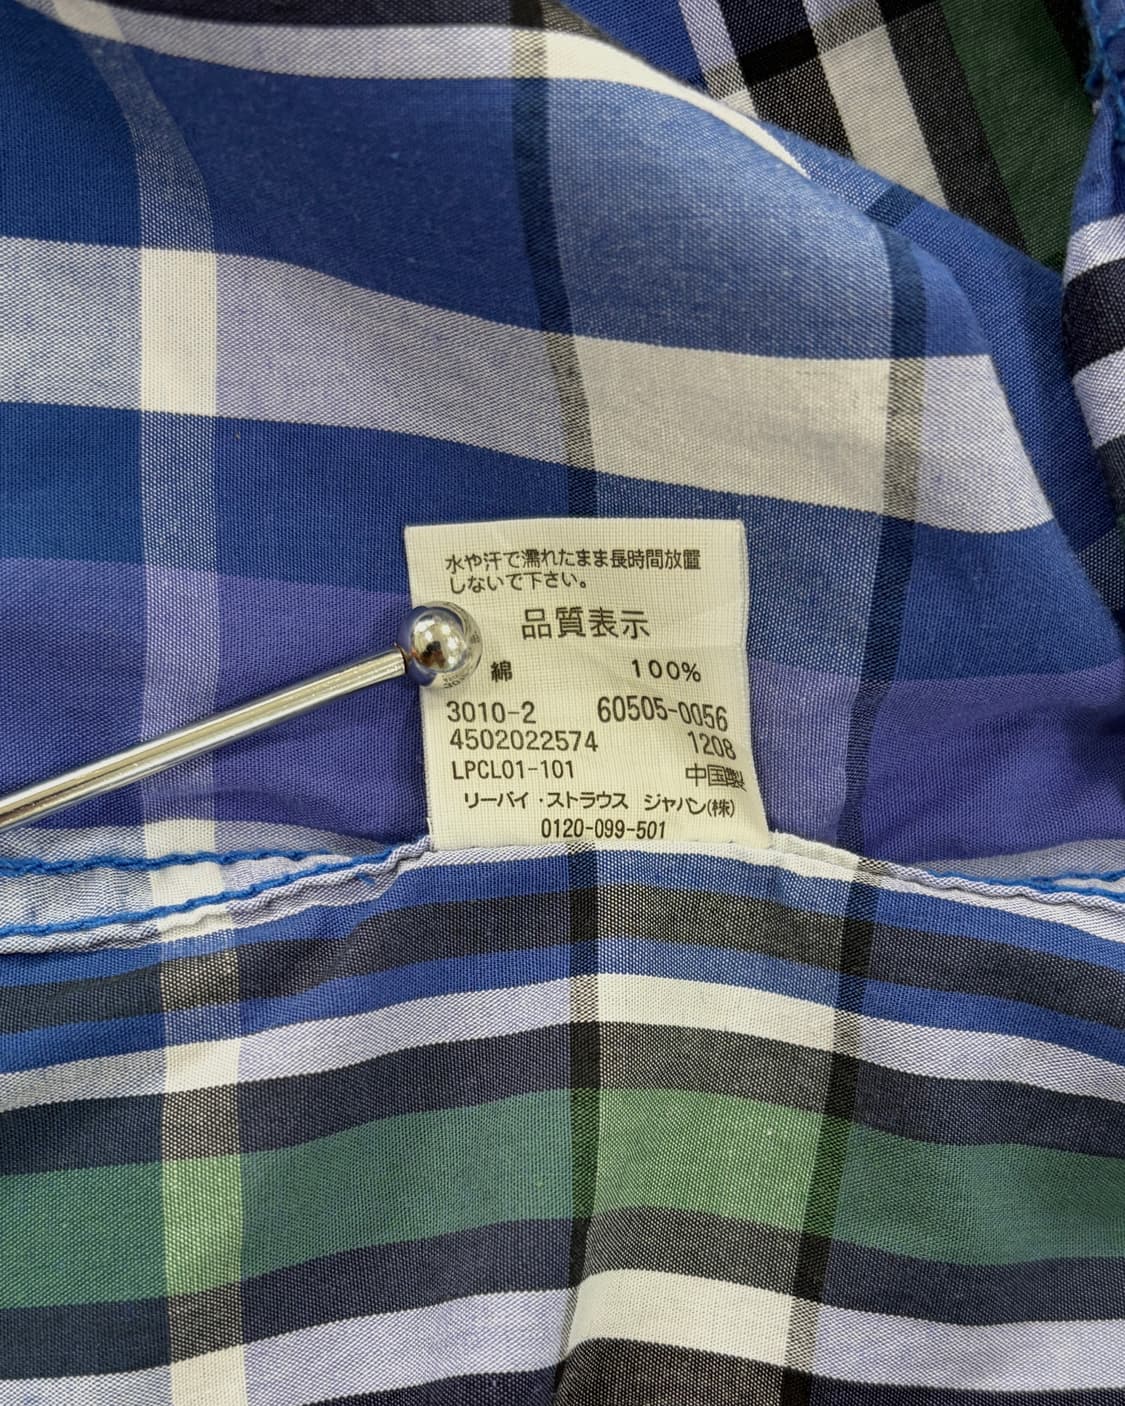 水や汗で濡れたまま長時間放置
しないで下さい。
品質表示
綿 100%
3010-2 60505-0056
4502022574 1208
LPCL01-101 中国製
リーバイ・ストラウス ジャパン(株)
0120-099-501